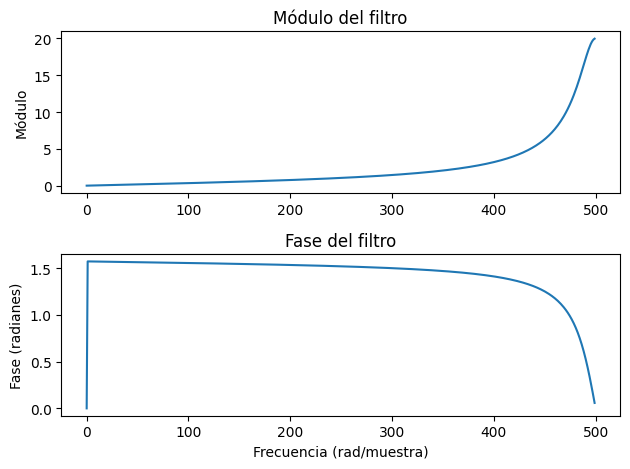 Módulo del filtro
Módulo
20
15
10
5
0
0 100 200 300 400 500
Fase del filtro
Fase (radianes)
1.5
1.0
0.5
0.0
0 100 200 300 400 500
Frecuencia (rad/muestra)